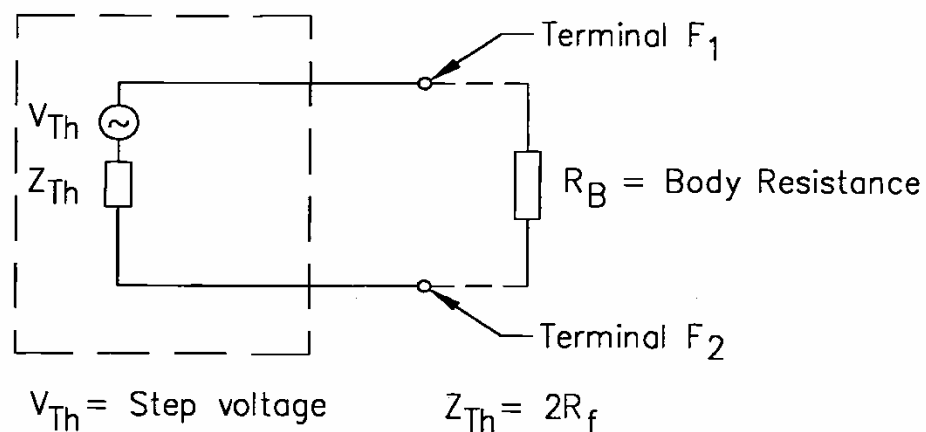 Terminal F1
VTh
ZTh
RB = Body Resistance
Terminal F2
VTh = Step voltage
ZTh = 2Rf